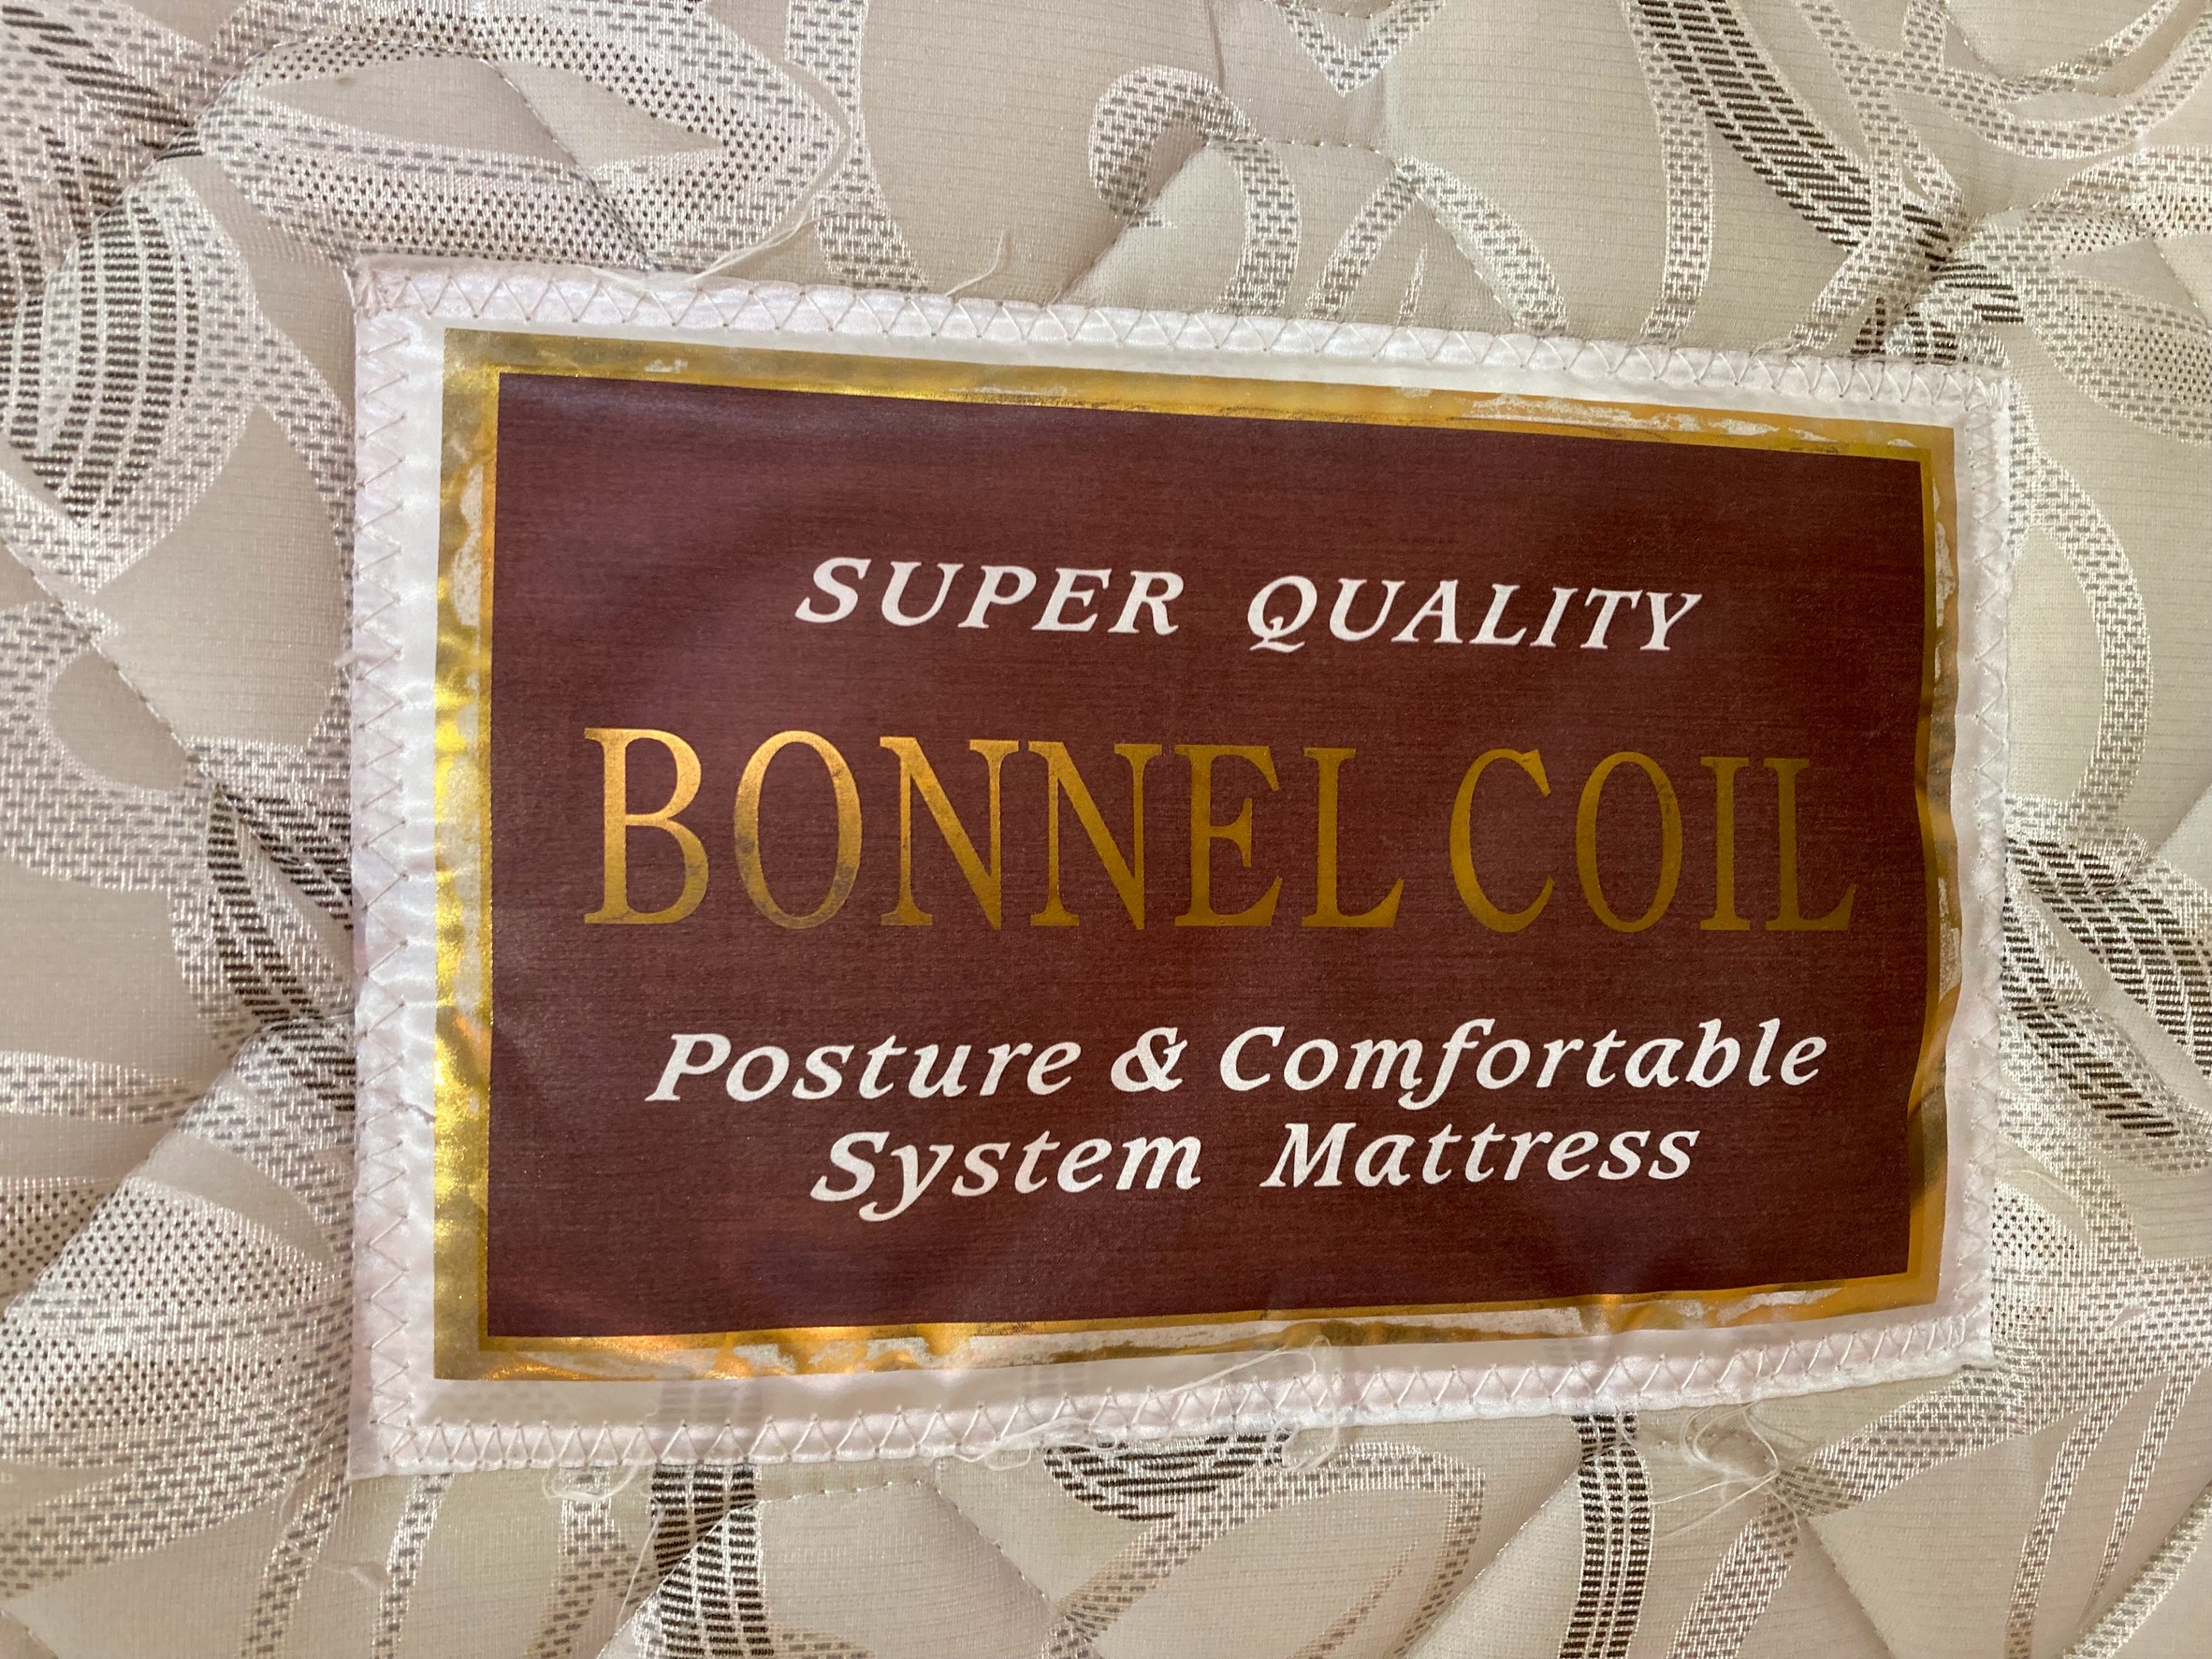 SUPER QUALITY
BONNEL COIL
Posture & Comfortable
System Mattress